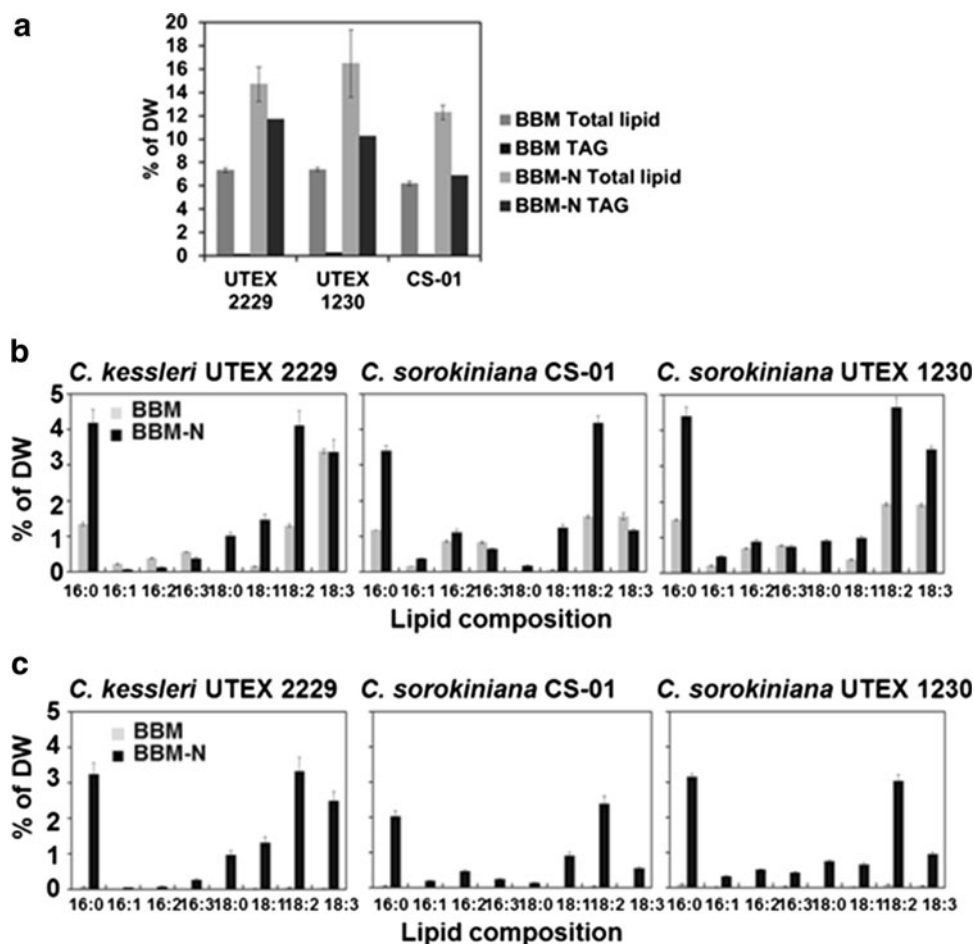 a
20
18
16
14
12
10
8
6
4
2
0
% of DW
UTEX 2229
UTEX 1230
CS-01
BBM Total lipid
BBM TAG
BBM-N Total lipid
BBM-N TAG
b
C. kessleri UTEX 2229
C. sorokiniana CS-01
C. sorokiniana UTEX 1230
5
4
3
2
1
0
% of DW
BBM
BBM-N
16:0 16:1 16:2 16:3 18:0 18:1 18:2 18:3
16:0 16:1 16:2 16:3 18:0 18:1 18:2 18:3
16:0 16:1 16:2 16:3 18:0 18:1 18:2 18:3
Lipid composition
c
C. kessleri UTEX 2229
C. sorokiniana CS-01
C. sorokiniana UTEX 1230
5
4
3
2
1
0
% of DW
BBM
BBM-N
16:0 16:1 16:2 16:3 18:0 18:1 18:2 18:3
16:0 16:1 16:2 16:3 18:0 18:1 18:2 18:3
16:0 16:1 16:2 16:3 18:0 18:1 18:2 18:3
Lipid composition